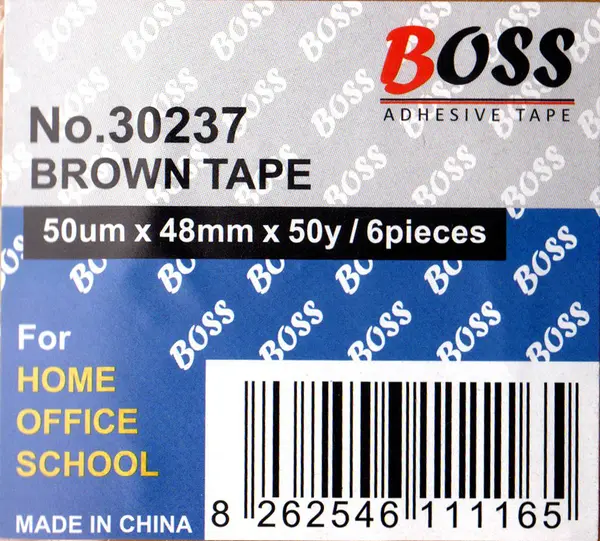 BOSS
ADHESIVE TAPE
No.30237
BROWN TAPE
50um x 48mm x 50y / 6pieces
For
HOME
OFFICE
SCHOOL
MADE IN CHINA
8 262546 111165